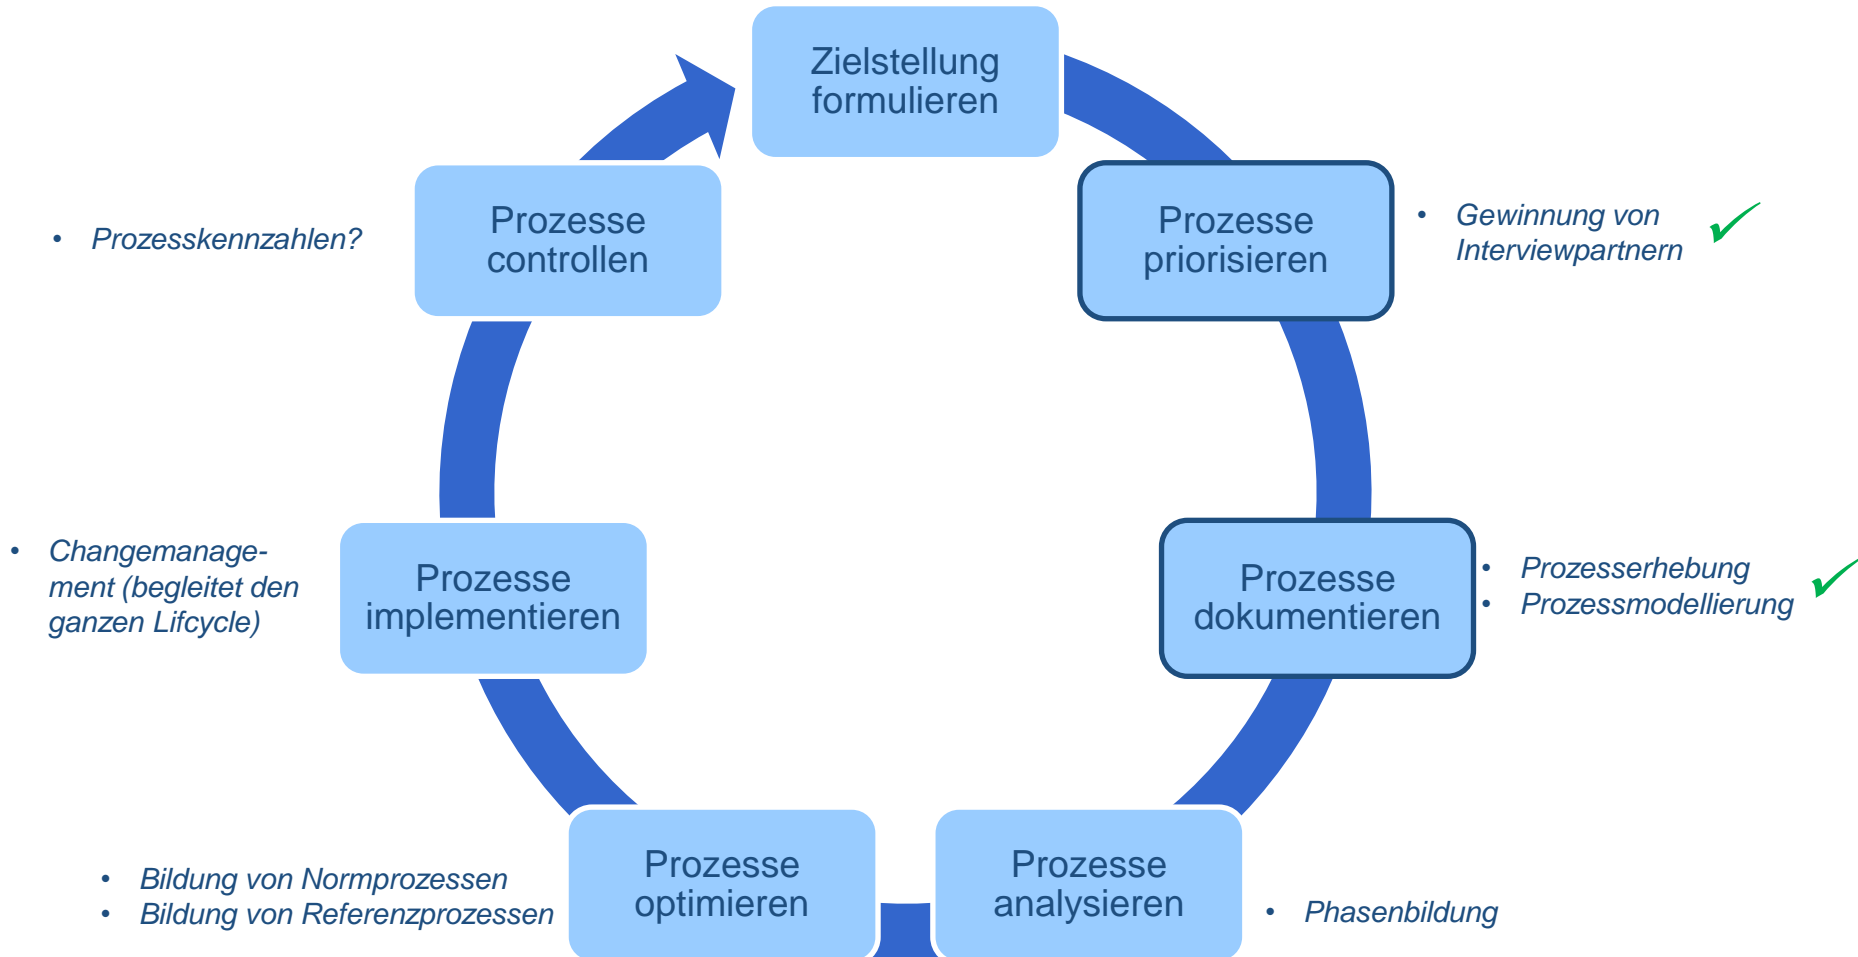 Zielstellung
formulieren
Prozesse
priorisieren
• Gewinnung von
Interviewpartnern
Prozesse
dokumentieren
• Prozesserhebung
• Prozessmodellierung
Prozesse
analysieren
• Phasenbildung
Prozesse
optimieren
• Bildung von Normprozessen
• Bildung von Referenzprozessen
Prozesse
implementieren
• Changemanage-
ment (begleitet den
ganzen Lifcycle)
Prozesse
controllen
• Prozesskennzahlen?